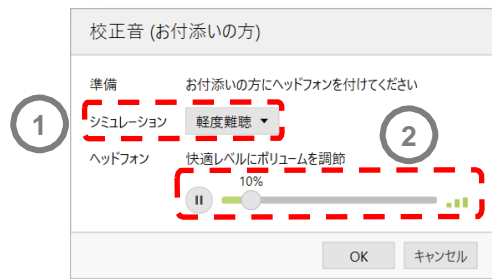 校正音 (お付添いの方)
準備 お付添いの方にヘッドフォンを付けてください
1 シミュレーション 軽度難聴
2
ヘッドフォン 快適レベルにボリュームを調節
10%
OK キャンセル